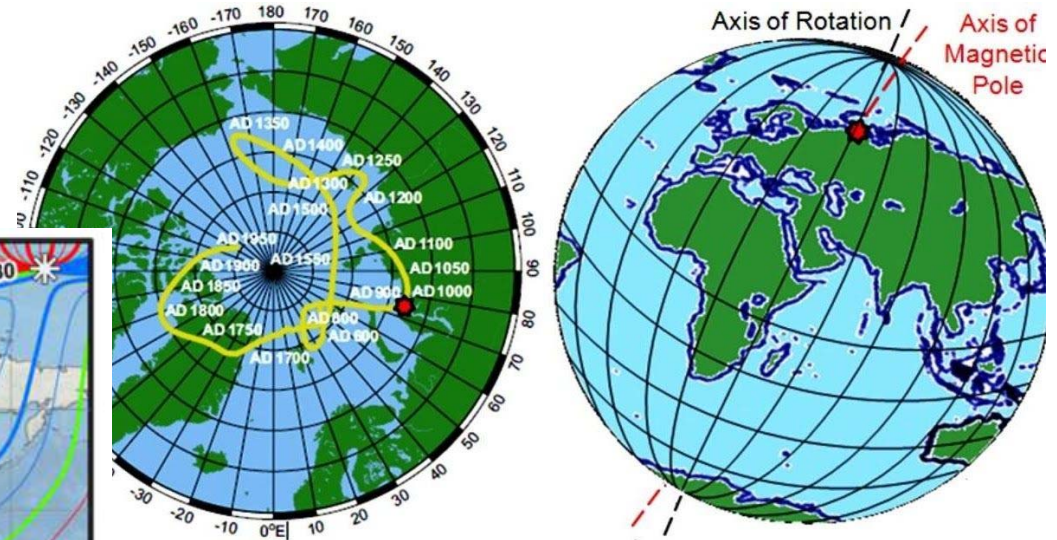 180
-170
170
-160
160
-150
150
-140
140
-130
130
-120
120
-110
110
100
90
80
70
60
50
40
30
20
10
0°E
-10
-20
-30
AD 1350
AD 1400
AD 1250
AD 1300
AD 1200
AD 1500
AD 1100
AD 1950
AD 1550
AD 1050
AD 1900
AD 900
AD 1000
AD 1850
AD 1800
AD 800
AD 600
AD 1750
AD 1700
Axis of Rotation
Axis of
Magnetic
Pole